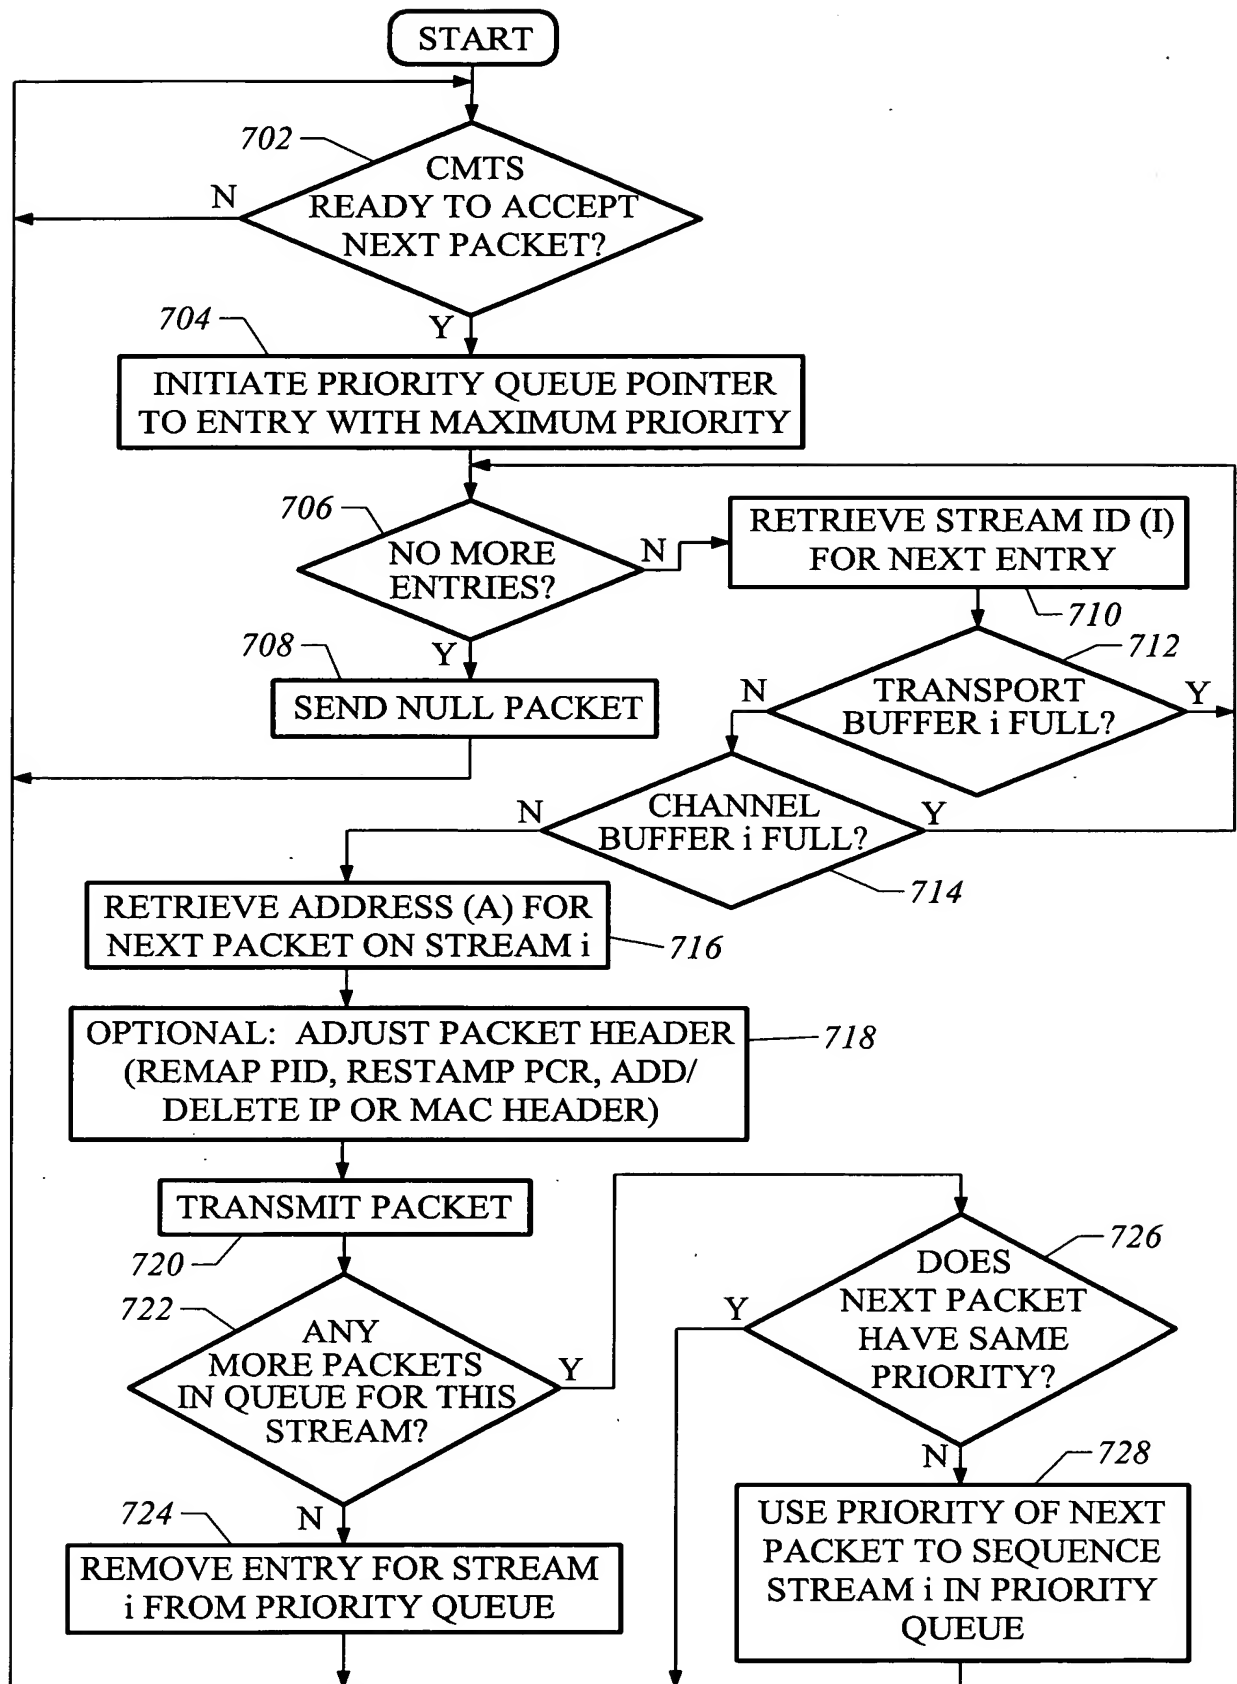 START
702
CMTS
READY TO ACCEPT
NEXT PACKET?
N
Y
704
INITIATE PRIORITY QUEUE POINTER
TO ENTRY WITH MAXIMUM PRIORITY
706
NO MORE
ENTRIES?
N
Y
RETRIEVE STREAM ID (I)
FOR NEXT ENTRY
710
708
SEND NULL PACKET
712
TRANSPORT
BUFFER i FULL?
N
Y
CHANNEL
BUFFER i FULL?
N
Y
714
RETRIEVE ADDRESS (A) FOR
NEXT PACKET ON STREAM i
716
OPTIONAL: ADJUST PACKET HEADER
(REMAP PID, RESTAMP PCR, ADD/
DELETE IP OR MAC HEADER)
718
TRANSMIT PACKET
720
722
ANY
MORE PACKETS
IN QUEUE FOR THIS
STREAM?
Y
N
726
DOES
NEXT PACKET
HAVE SAME
PRIORITY?
Y
N
724
REMOVE ENTRY FOR STREAM
i FROM PRIORITY QUEUE
728
USE PRIORITY OF NEXT
PACKET TO SEQUENCE
STREAM i IN PRIORITY
QUEUE